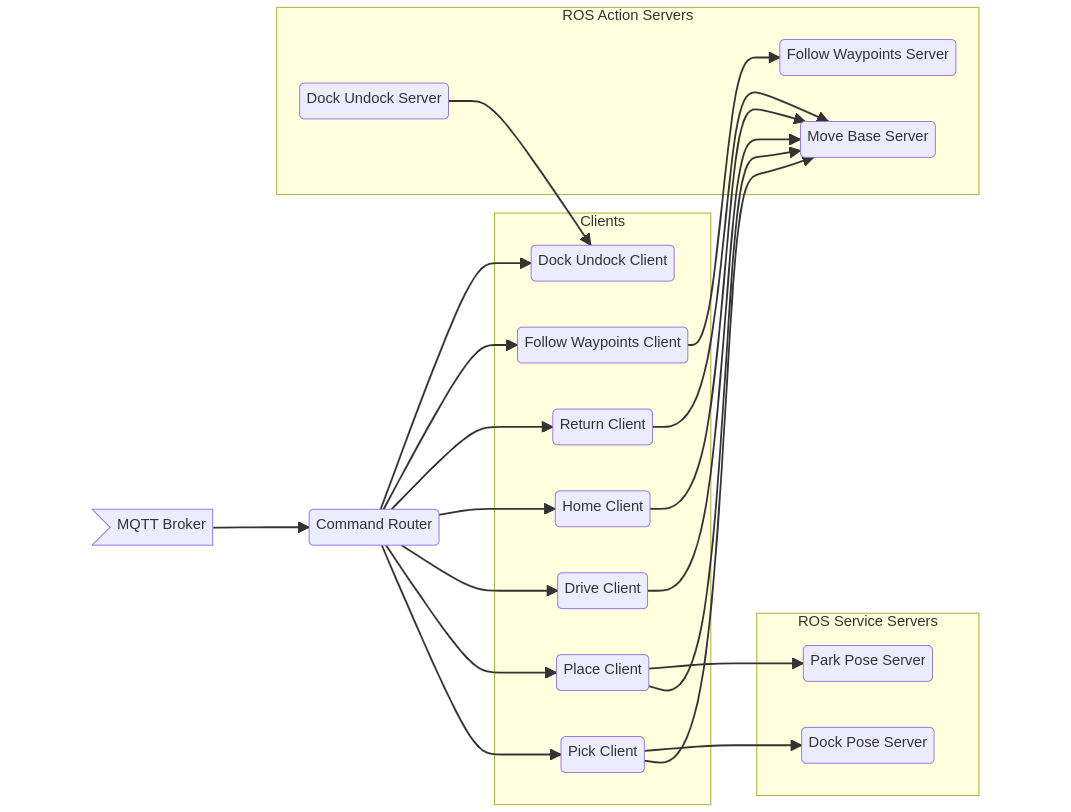 ROS Action Servers
Follow Waypoints Server
Dock Undock Server
Move Base Server
Clients
Dock Undock Client
Follow Waypoints Client
Return Client
Home Client
MQTT Broker
Command Router
Drive Client
ROS Service Servers
Place Client
Park Pose Server
Pick Client
Dock Pose Server